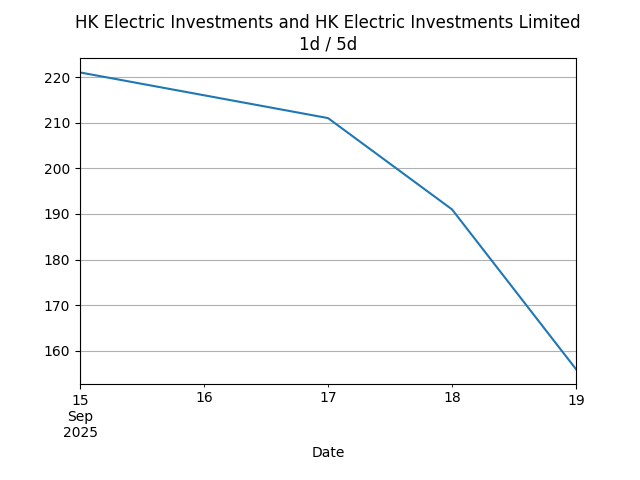 HK Electric Investments and HK Electric Investments Limited
1d / 5d
220
210
200
190
180
170
160
15 16 17 18 19
Sep
2025
Date